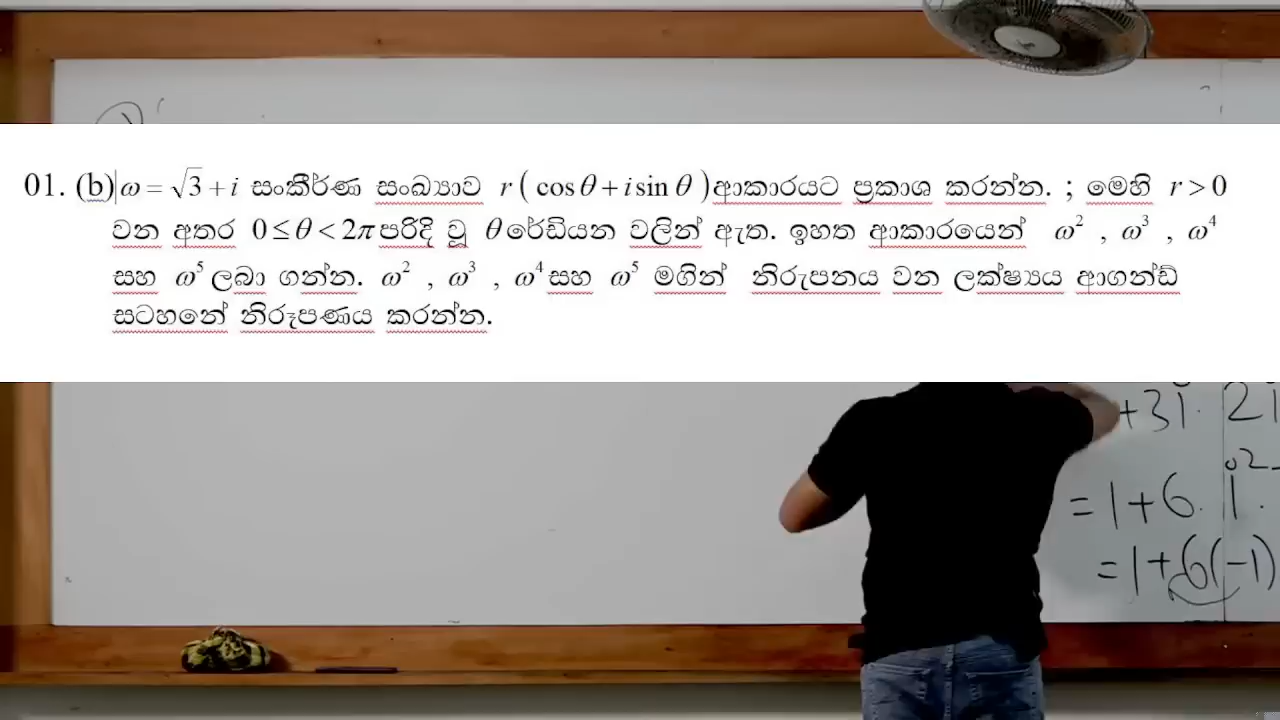 01. (b) ω = √3 + i සංකීර්ණ සංඛ්‍යාව r ( cos θ + i sin θ ) ආකාරයට ප්‍රකාශ කරන්න. ; මෙහි r > 0
වන අතර 0 ≤ θ < 2π පරිදි වූ θ රේඩියන වලින් ඇත. ඉහත ආකාරයෙන් ω² , ω³ , ω⁴
සහ ω⁵ ලබා ගන්න. ω² , ω³ , ω⁴ සහ ω⁵ මගින් නිරුපනය වන ලක්ෂ්‍යය ආගන්ඩ්
සටහනේ නිරූපණය කරන්න.
+3i . 2i
= 1 + 6 . i .
= 1 + 6(-1)